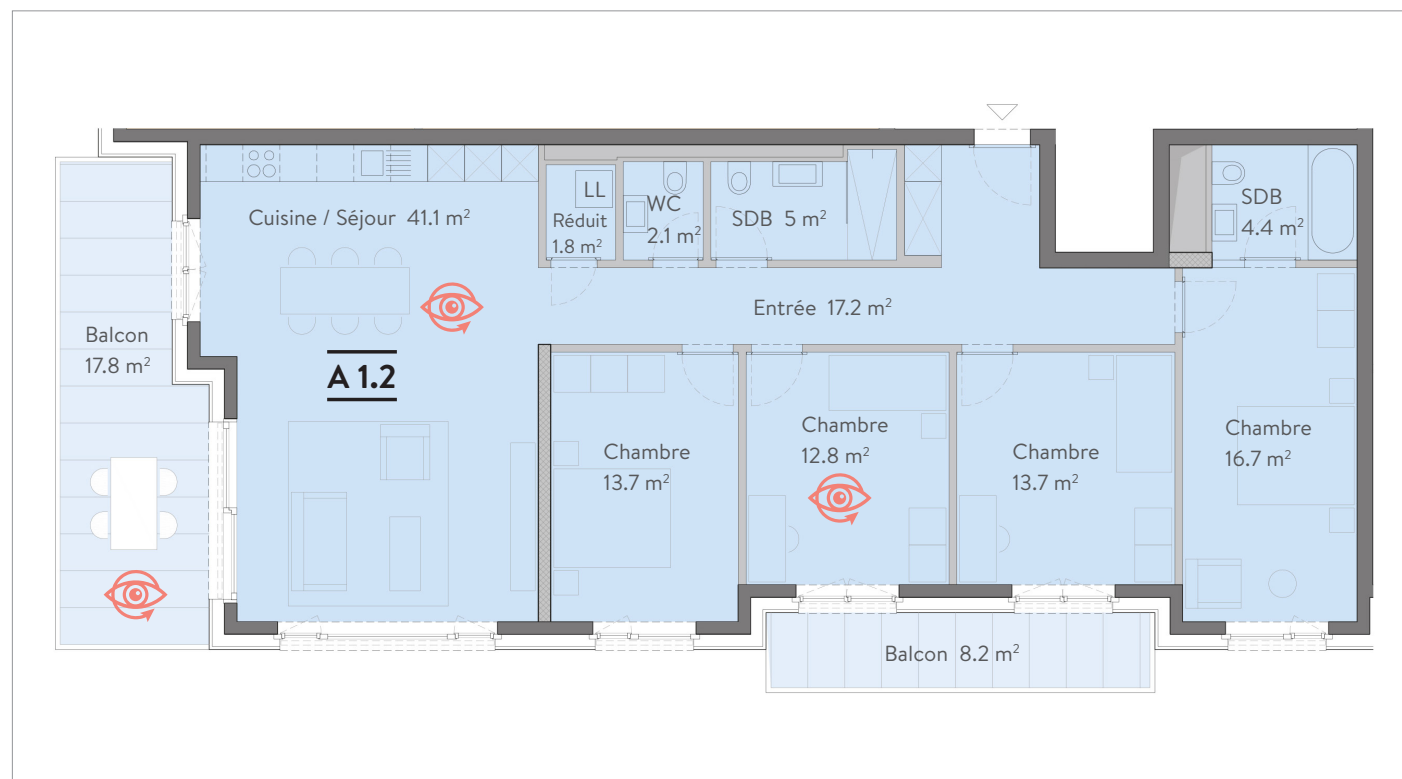 Cuisine / Séjour 41.1 m²
LL
Réduit
1.8 m²
WC
2.1 m²
SDB 5 m²
SDB
4.4 m²
Entrée 17.2 m²
Balcon
17.8 m²
A 1.2
Chambre
13.7 m²
Chambre
12.8 m²
Chambre
13.7 m²
Chambre
16.7 m²
Balcon 8.2 m²